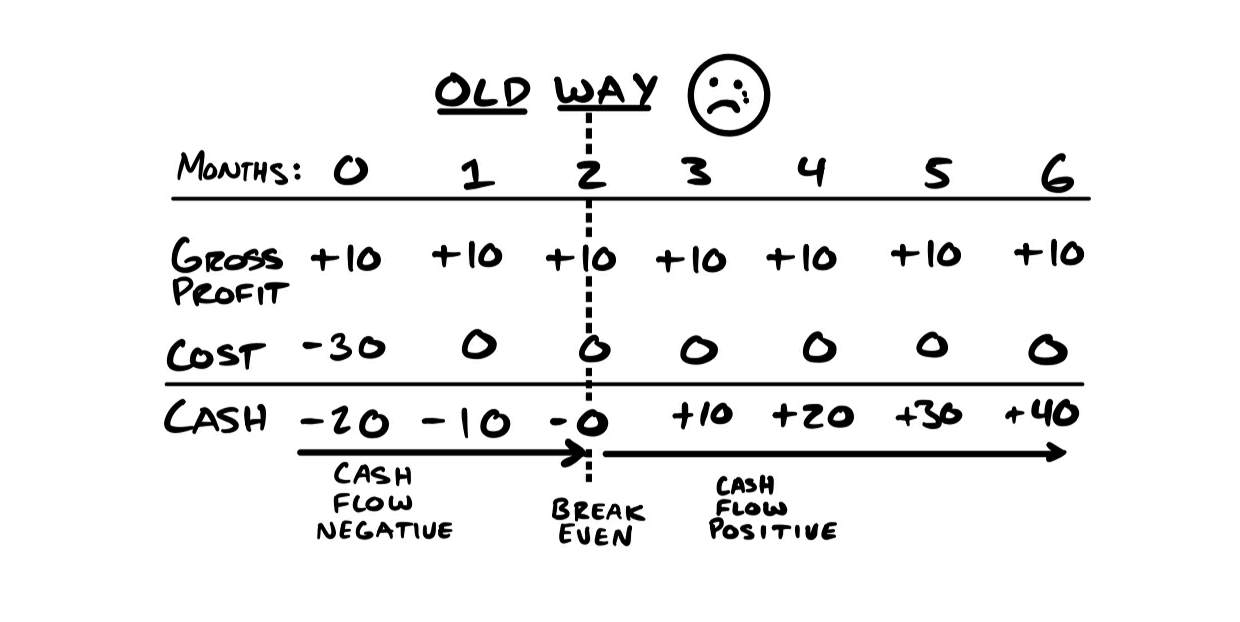 OLD WAY
MONTHS: 0 1 2 3 4 5 6
GROSS PROFIT +10 +10 +10 +10 +10 +10 +10
COST -30 0 0 0 0 0 0
CASH -20 -10 -0 +10 +20 +30 +40
CASH
FLOW
NEGATIVE
BREAK
EVEN
CASH
FLOW
POSITIVE